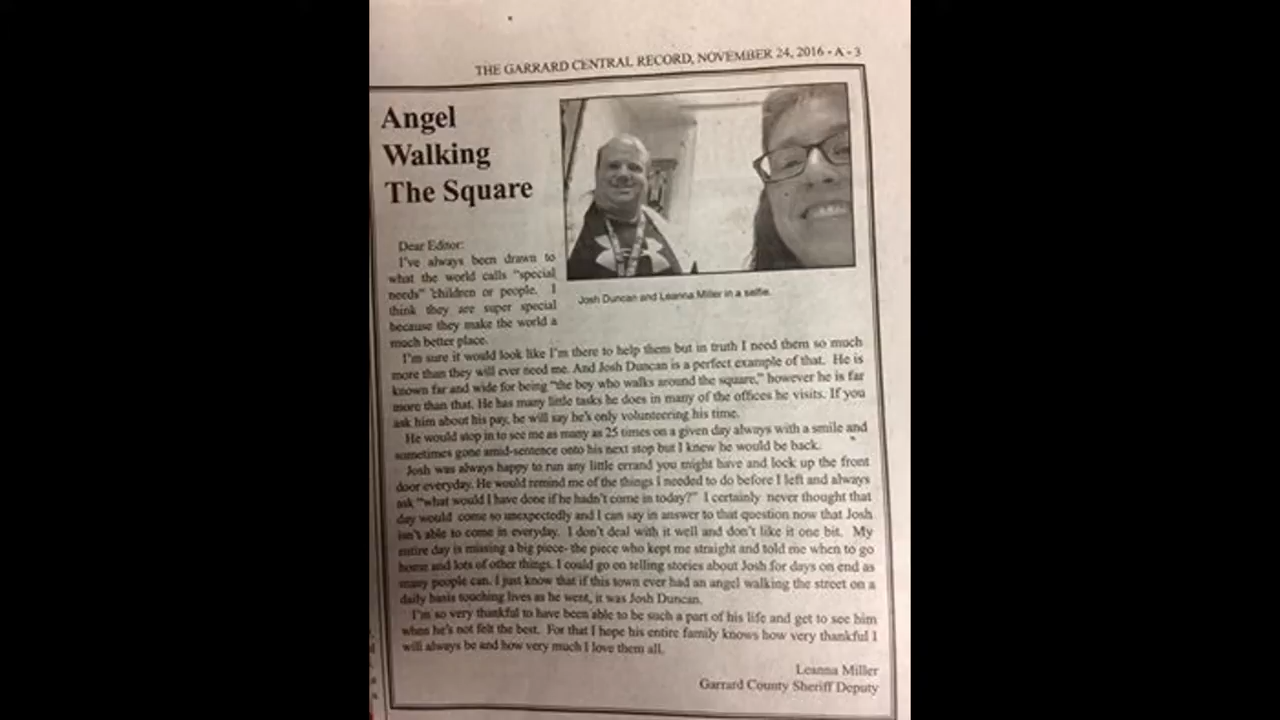 THE GARRARD CENTRAL RECORD, NOVEMBER 24, 2016 - A - 3
Angel
Walking
The Square
Josh Duncan and Leanna Miller in a selfie.
Dear Editor:
I've always been drawn to
what the world calls "special
needs" children or people. I
think they are super special
because they make the world a
much better place.
I'm sure it would look like I'm there to help them but in truth I need them so much
more than they will ever need me. And Josh Duncan is a perfect example of that. He is
known far and wide for being "the boy who walks around the square," however he is far
more than that. He has many little tasks he does in many of the offices he visits. If you
ask him about his pay, he will say he's only volunteering his time.
He would stop in to see me as many as 25 times on a given day always with a smile and
sometimes gone amid-sentence onto his next stop but I knew he would be back.
Josh was always happy to run any little errand you might have and lock up the front
door everyday. He would remind me of the things I needed to do before I left and always
ask "what would I have done if he hadn't come in today?" I certainly never thought that
day would come so unexpectedly and I can say in answer to that question now that Josh
isn't able to come in everyday. I don't deal with it well and don't like it one bit. My
entire day is missing a big piece- the piece who kept me straight and told me when to go
home and lots of other things. I could go on telling stories about Josh for days on end as
many people can. I just know that if this town ever had an angel walking the street on a
daily basis touching lives as he went, it was Josh Duncan.
I'm so very thankful to have been able to be such a part of his life and get to see him
when he's not felt the best. For that I hope his entire family knows how very thankful I
will always be and how very much I love them all.
Leanna Miller
Garrard County Sheriff Deputy